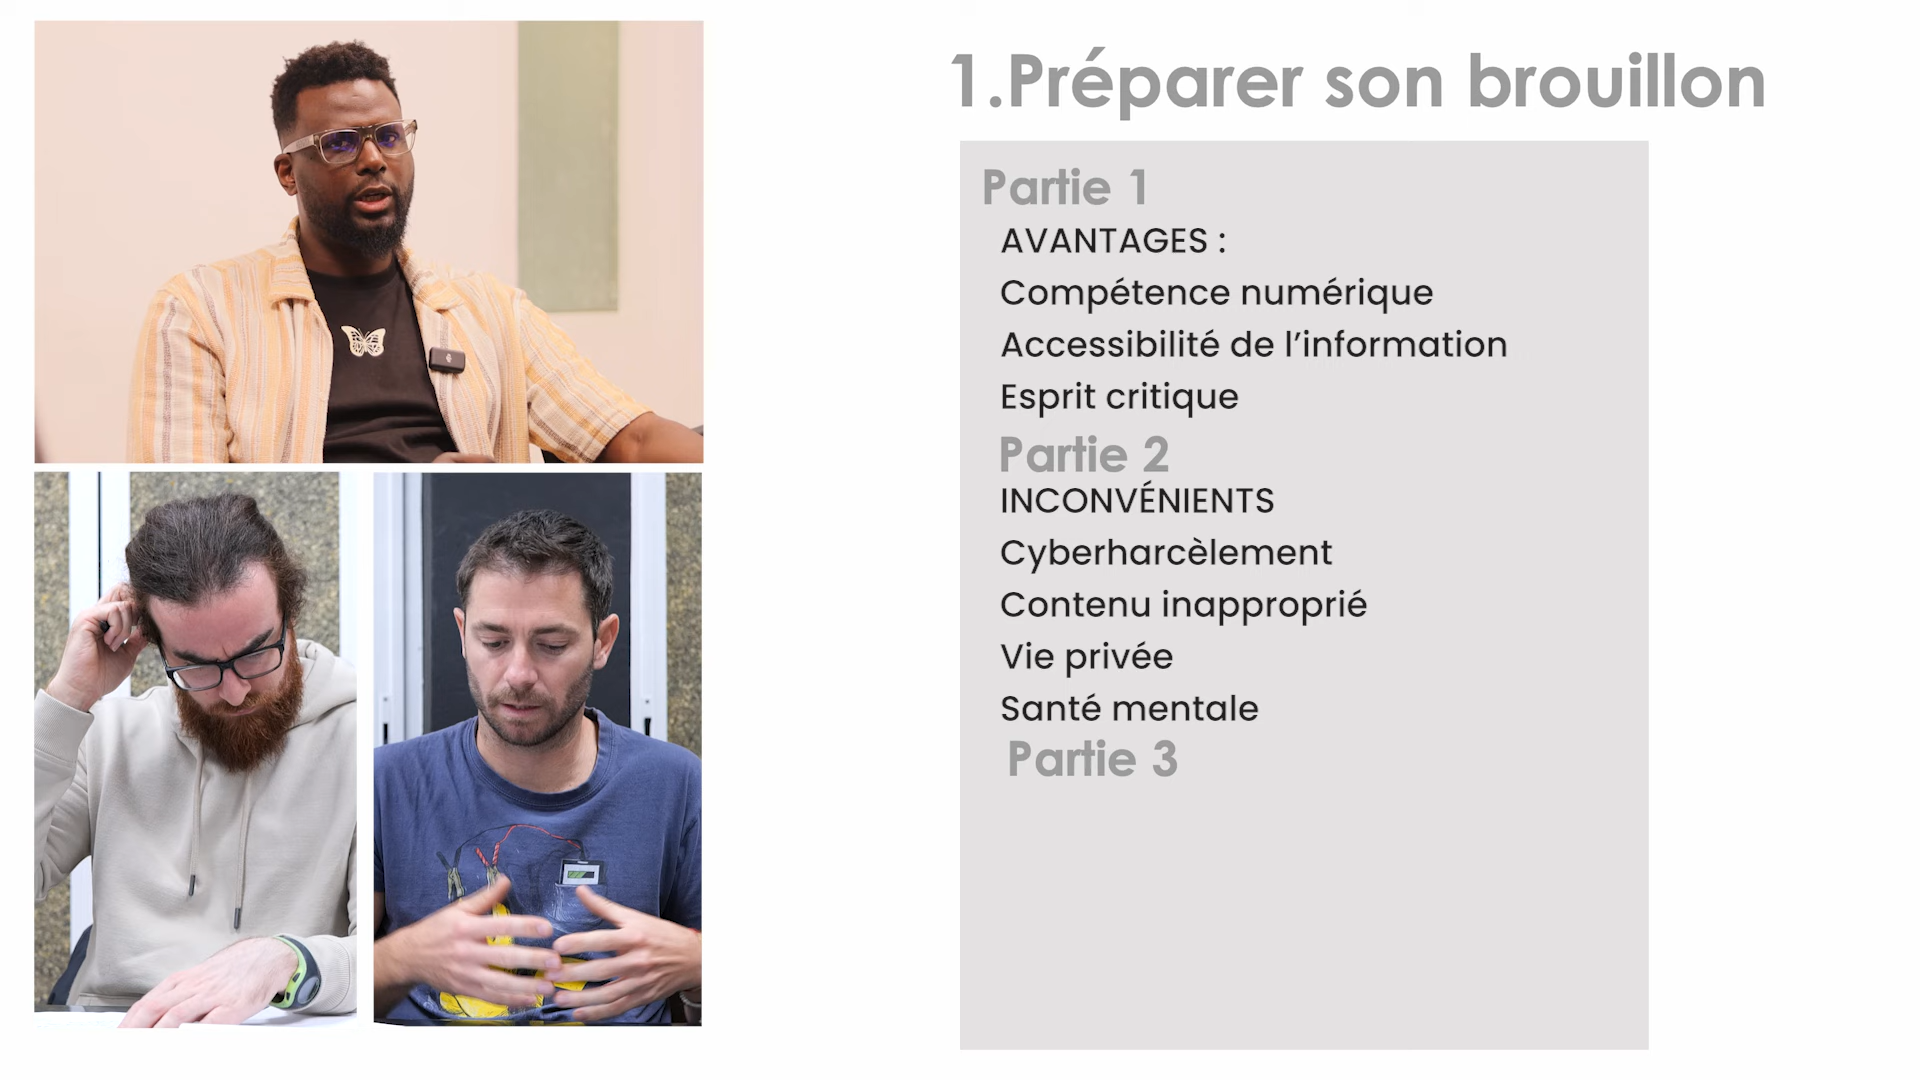 1.Préparer son brouillon
Partie 1
AVANTAGES :
Compétence numérique
Accessibilité de l’information
Esprit critique
Partie 2
INCONVÉNIENTS
Cyberharcèlement
Contenu inapproprié
Vie privée
Santé mentale
Partie 3